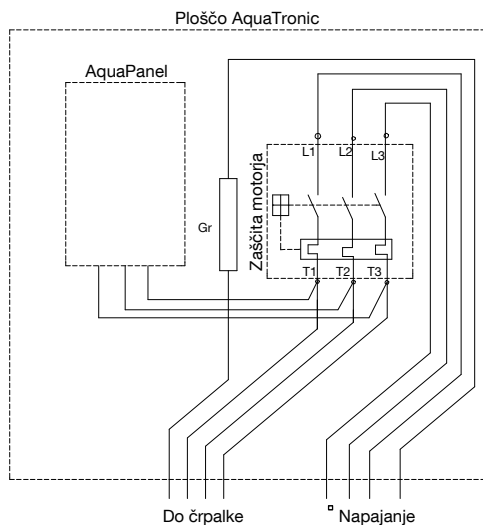 Ploščo AquaTronic
AquaPanel
L1 L2 L3
Zaščita motorja
Gr
T1 T2 T3
Do črpalke
Napajanje